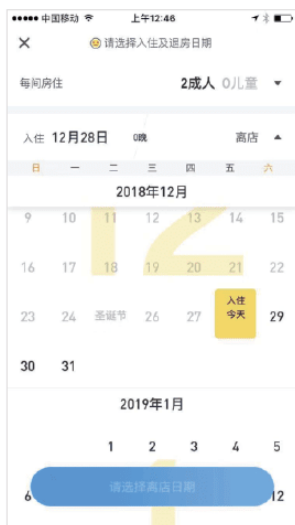 中国移动 上午12:46
请选择入住及退房日期
每间房住 2成人 0儿童
入住 12月28日 0晚 离店
日 一 二 三 四 五 六
2018年12月
9 10 11 12 13 14 15
16 17 18 19 20 21 22
入住
23 24 圣诞节 26 27 今天 29
30 31
2019年1月
1 2 3 4 5
请选择离店日期
6 12